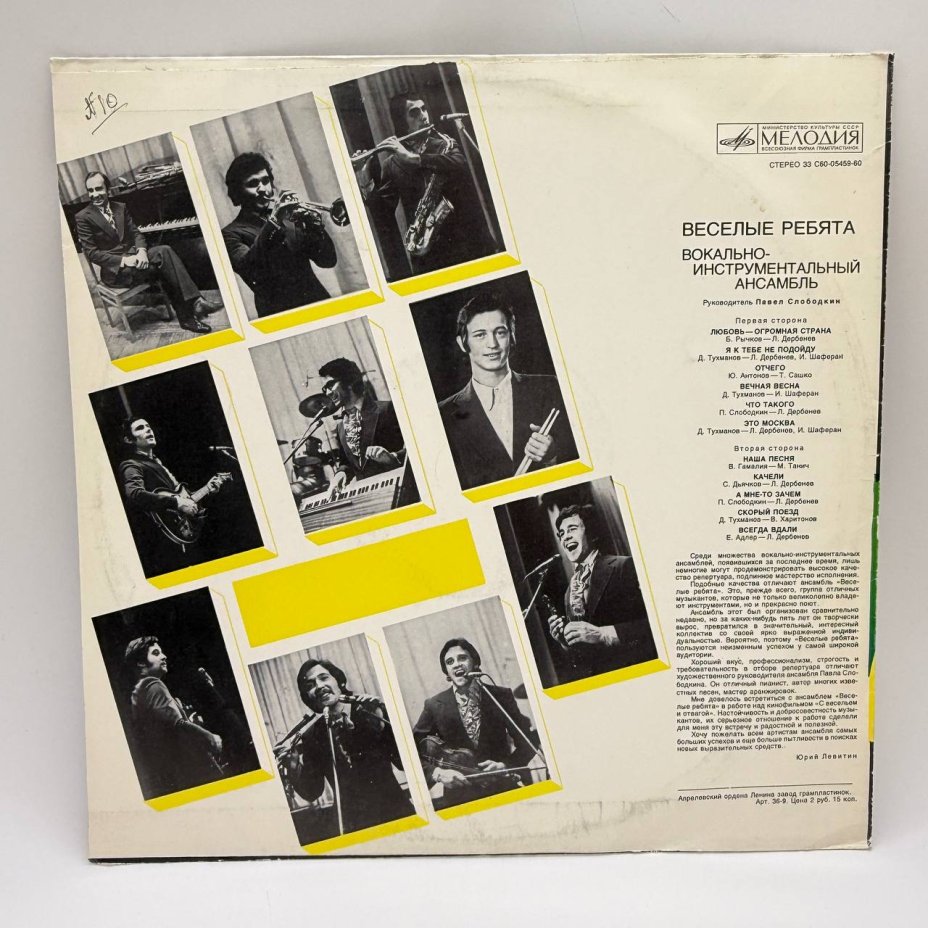 №10
МИНИСТЕРСТВО КУЛЬТУРЫ СССР
МЕЛОДИЯ
ВСЕСОЮЗНАЯ ФИРМА ГРАМПЛАСТИНОК
СТЕРЕО 33 С60-05459-60
ВЕСЕЛЫЕ РЕБЯТА
ВОКАЛЬНО-
ИНСТРУМЕНТАЛЬНЫЙ
АНСАМБЛЬ
Руководитель Павел Слободкин
Первая сторона
ЛЮБОВЬ — ОГРОМНАЯ СТРАНА
Б. Рычков — Л. Дербенев
Я К ТЕБЕ НЕ ПОДОЙДУ
Д. Тухманов — Л. Дербенев, И. Шаферан
ОТЧЕГО
Ю. Антонов — Т. Сашко
ВЕЧНАЯ ВЕСНА
Д. Тухманов — И. Шаферан
ЧТО ТАКОГО
П. Слободкин — Л. Дербенев
ЭТО МОСКВА
Д. Тухманов — Л. Дербенев, И. Шаферан
Вторая сторона
НАША ПЕСНЯ
В. Гамалия — М. Танич
КАЧЕЛИ
С. Дьячков — Л. Дербенев
А МНЕ-ТО ЗАЧЕМ
П. Слободкин — Л. Дербенев
СКОРЫЙ ПОЕЗД
Д. Тухманов — В. Харитонов
ВСЕГДА ВДАЛИ
Е. Адлер — Л. Дербенев
Среди множества вокально-инструментальных
ансамблей, появившихся за последнее время, лишь
немногие могут продемонстрировать высокое каче-
ство репертуара, подлинное мастерство исполнения.
Подобные качества отличают ансамбль «Весе-
лые ребята». Это, прежде всего, группа отличных
музыкантов, которые не только великолепно владе-
ют инструментами, но и прекрасно поют.
Ансамбль этот был организован сравнительно
недавно, но за каких-нибудь пять лет он творчески
вырос, превратился в значительный, интересный
коллектив со своей ярко выраженной индиви-
дуальностью. Вероятно, поэтому «Веселые ребята»
пользуются неизменным успехом у самой широкой
аудитории.
Хороший вкус, профессионализм, строгость и
требовательность в отборе репертуара отличают
художественного руководителя ансамбля Павла Сло-
бодкина. Он отличный пианист, автор многих изве-
стных песен, мастер аранжировок.
Мне довелось встретиться с ансамблем «Весе-
лые ребята» в работе над кинофильмом «С весельем
и отвагой». Настойчивость и добросовестность музы-
кантов, их серьезное отношение к работе сделали
для меня эту встречу и радостной и полезной.
Хочу пожелать всем артистам ансамбля самых
больших успехов и еще больше пытливости в поисках
новых выразительных средств.
Юрий Левитин
Апрелевский ордена Ленина завод грампластинок.
Арт. 36-9. Цена 2 руб. 15 коп.